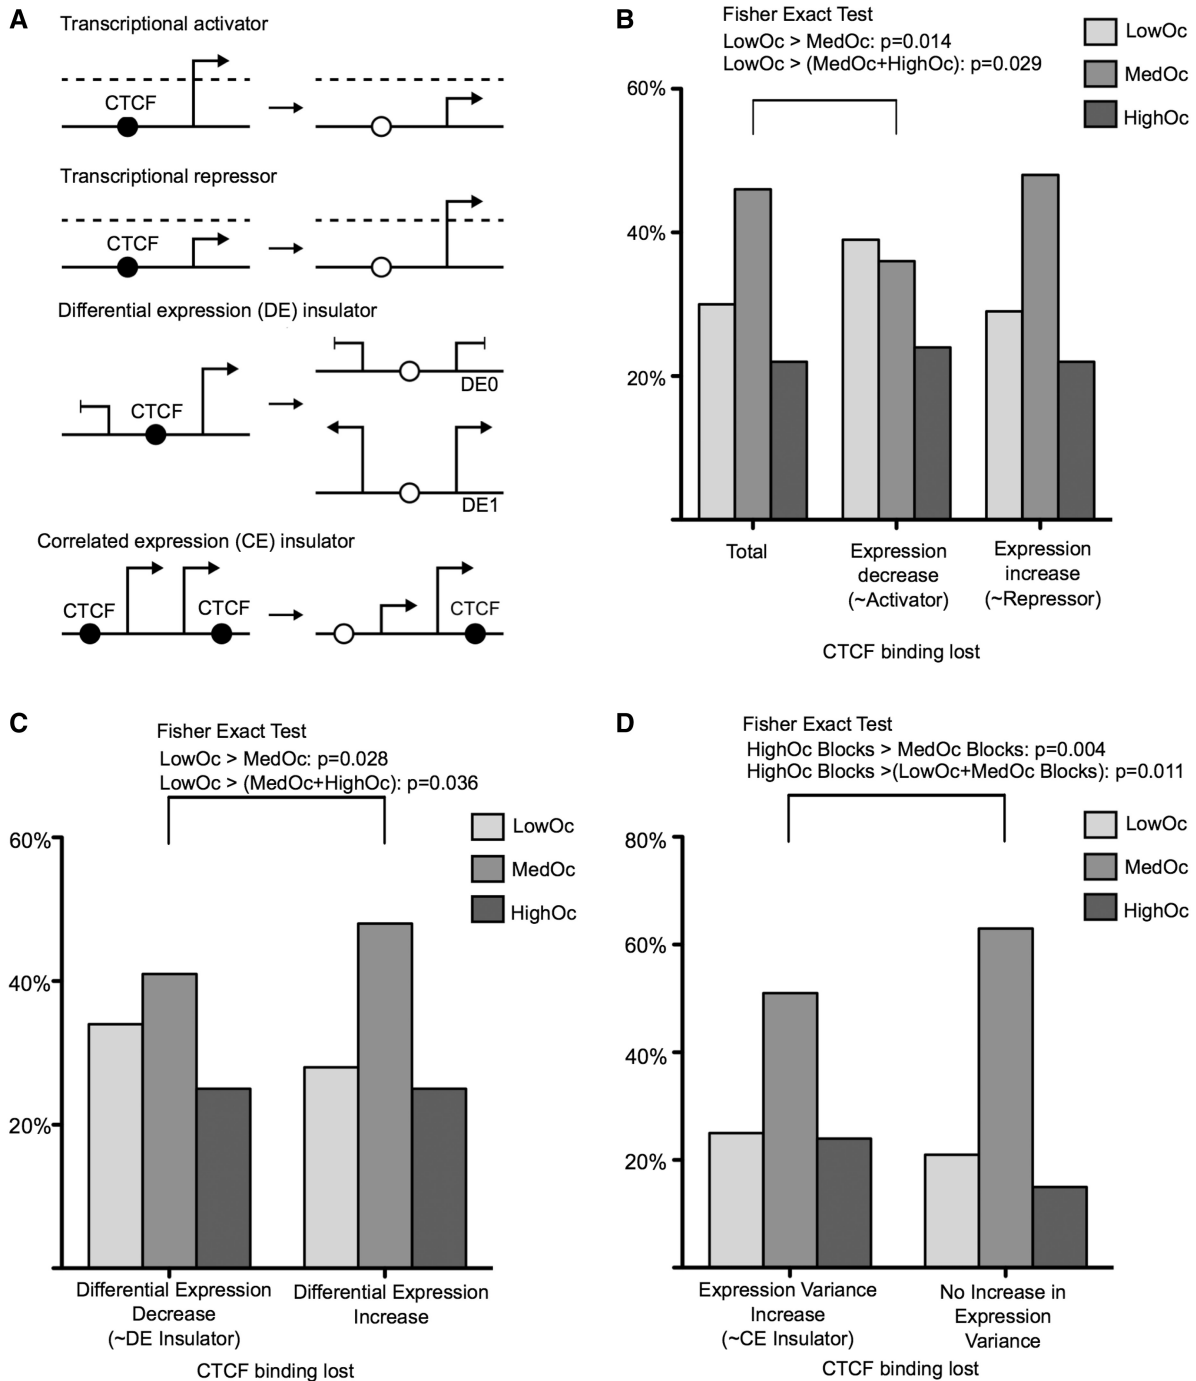 A
Transcriptional activator
CTCF
Transcriptional repressor
CTCF
Differential expression (DE) insulator
CTCF
DE0
DE1
Correlated expression (CE) insulator
CTCF
CTCF
CTCF
B
Fisher Exact Test
LowOc > MedOc: p=0.014
LowOc > (MedOc+HighOc): p=0.029
LowOc
MedOc
HighOc
60%
40%
20%
Total
Expression
decrease
(~Activator)
Expression
increase
(~Repressor)
CTCF binding lost
C
Fisher Exact Test
LowOc > MedOc: p=0.028
LowOc > (MedOc+HighOc): p=0.036
LowOc
MedOc
HighOc
60%
40%
20%
Differential Expression
Decrease
(~DE Insulator)
Differential Expression
Increase
CTCF binding lost
D
Fisher Exact Test
HighOc Blocks > MedOc Blocks: p=0.004
HighOc Blocks >(LowOc+MedOc Blocks): p=0.011
LowOc
MedOc
HighOc
80%
60%
40%
20%
Expression Variance
Increase
(~CE Insulator)
No Increase in
Expression
Variance
CTCF binding lost